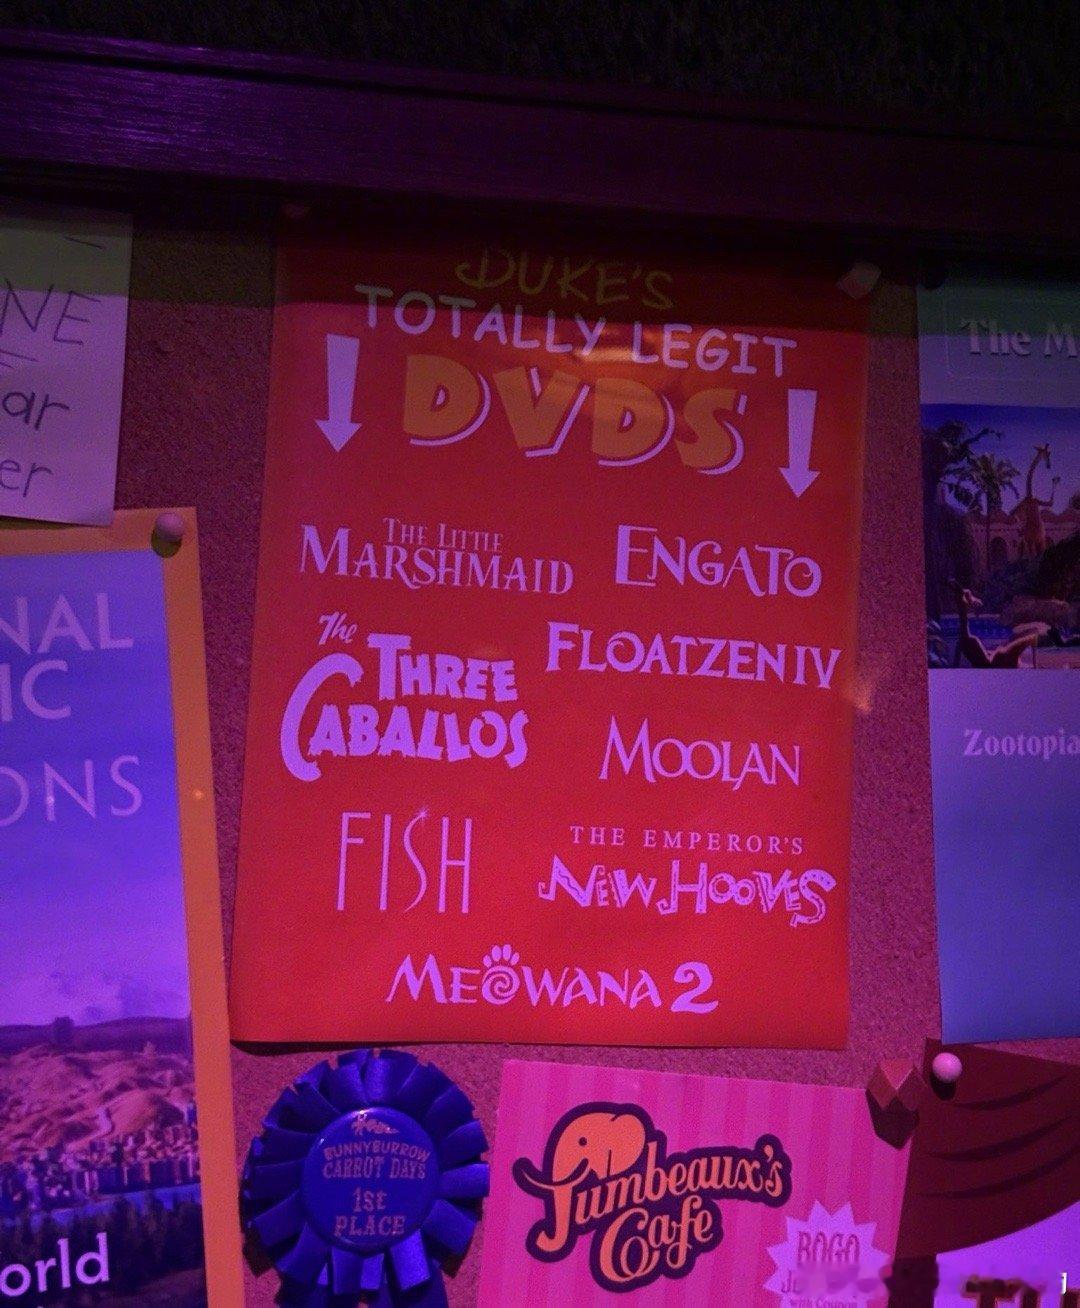 DUKE'S
TOTALLY LEGIT
DVDS
THE LITTLE
MARSHMAID
ENGATO
The
THREE
CABALLOS
FLOATZEN IV
MOOLAN
FISH
THE EMPEROR'S
NEW HOOVES
MEOWANA 2
NE
ar
er
NAL
IC
ONS
orld
The M
Zootopia
BUNNYBURROW
CARROT DAYS
1ST
PLACE
Jumbeaux's
Cafe
BOGO